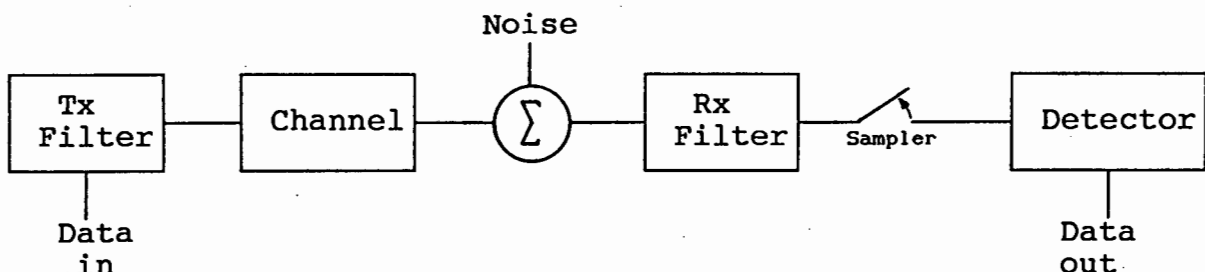 Noise
Tx
Filter
Channel
Σ
Rx
Filter
Sampler
Detector
Data
in
Data
out